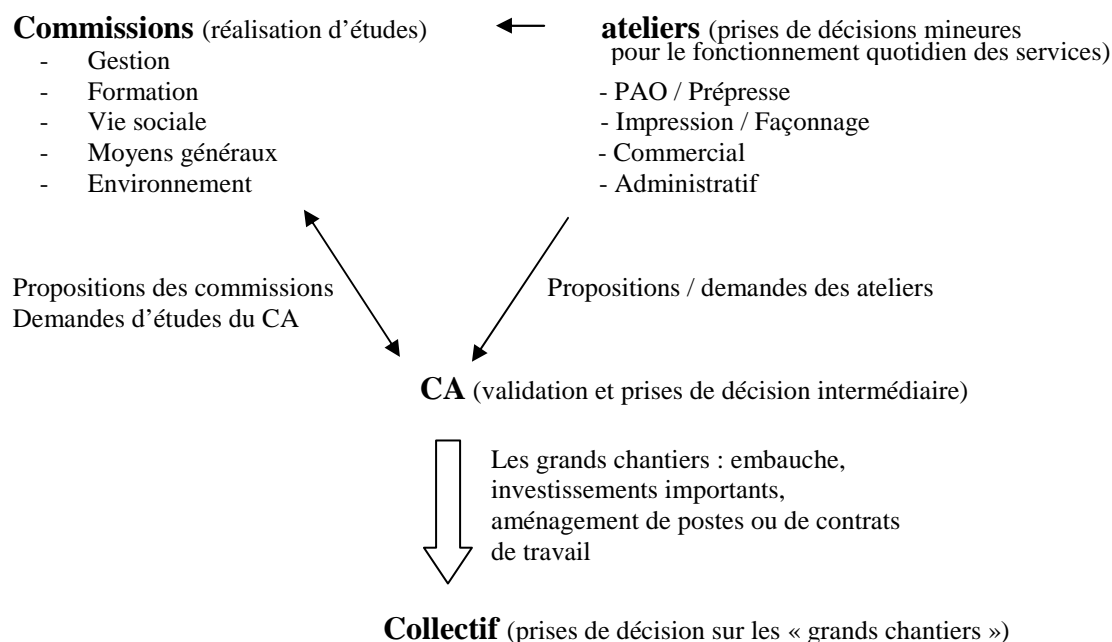 Commissions (réalisation d'études)
- Gestion
- Formation
- Vie sociale
- Moyens généraux
- Environnement
ateliers (prises de décisions mineures
pour le fonctionnement quotidien des services)
- PAO / Prépresse
- Impression / Façonnage
- Commercial
- Administratif
Propositions des commissions
Demandes d'études du CA
Propositions / demandes des ateliers
CA (validation et prises de décision intermédiaire)
Les grands chantiers : embauche,
investissements importants,
aménagement de postes ou de contrats
de travail
Collectif (prises de décision sur les « grands chantiers »)